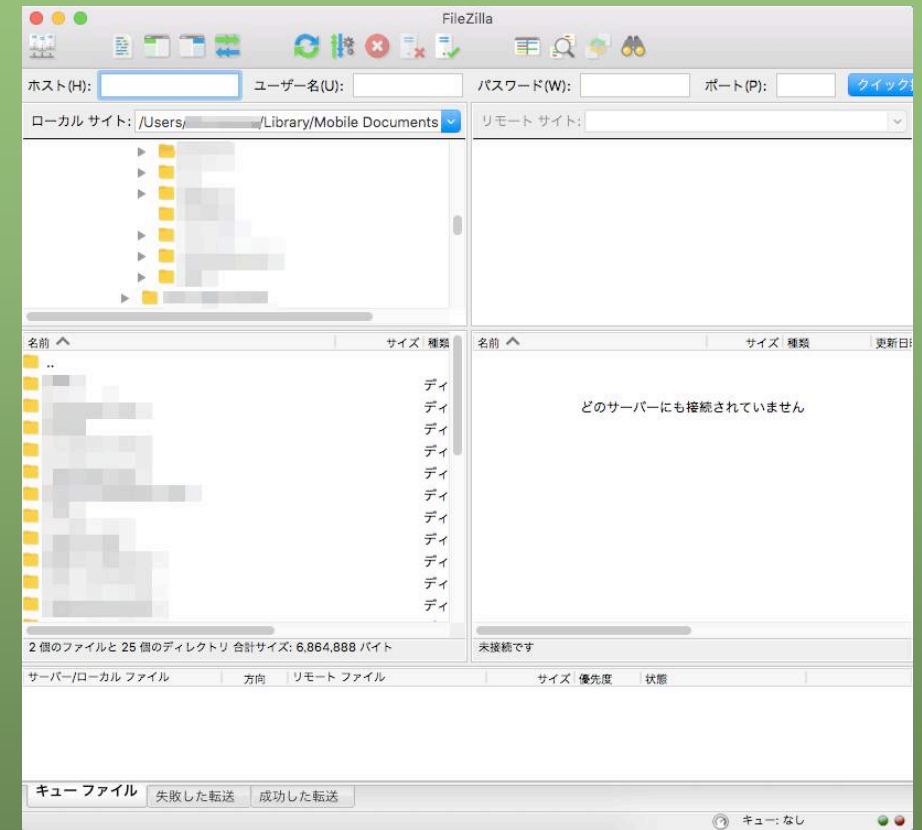 FileZilla
ホスト(H): ユーザー名(U): パスワード(W): ポート(P): クイック
ローカル サイト: /Users/ /Library/Mobile Documents リモート サイト:
名前 サイズ 種類 名前 サイズ 種類 更新日
..
ディ
ディ
ディ
ディ
ディ
ディ
ディ
ディ
ディ
ディ
ディ
どのサーバーにも接続されていません
2 個のファイルと 25 個のディレクトリ 合計サイズ: 6,864,888 バイト 未接続です
サーバー/ローカル ファイル 方向 リモート ファイル サイズ 優先度 状態
キュー ファイル 失敗した転送 成功した転送
キュー: なし